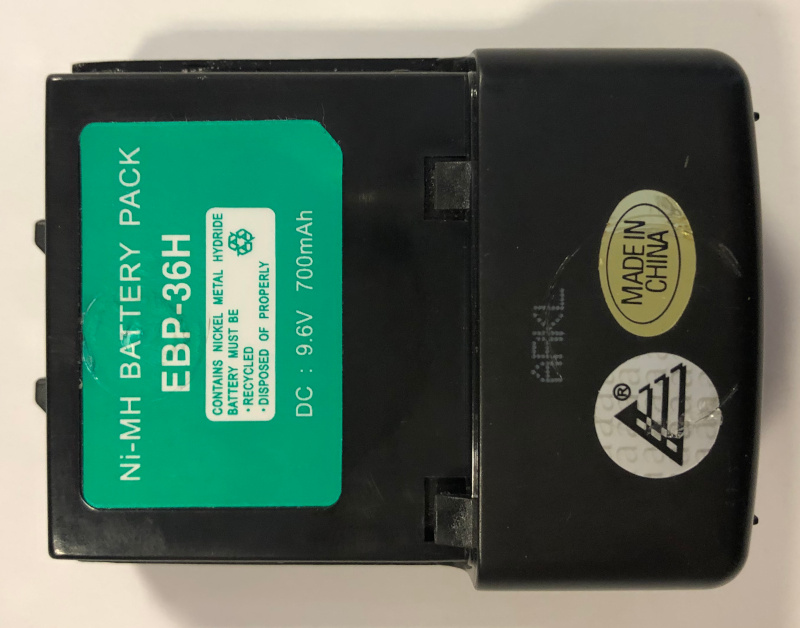 Ni-MH BATTERY PACK
EBP-36H
CONTAINS NICKEL METAL HYDRIDE
BATTERY MUST BE
·RECYCLED
·DISPOSED OF PROPERLY
DC : 9.6V 700mAh
MADE IN
CHINA
®